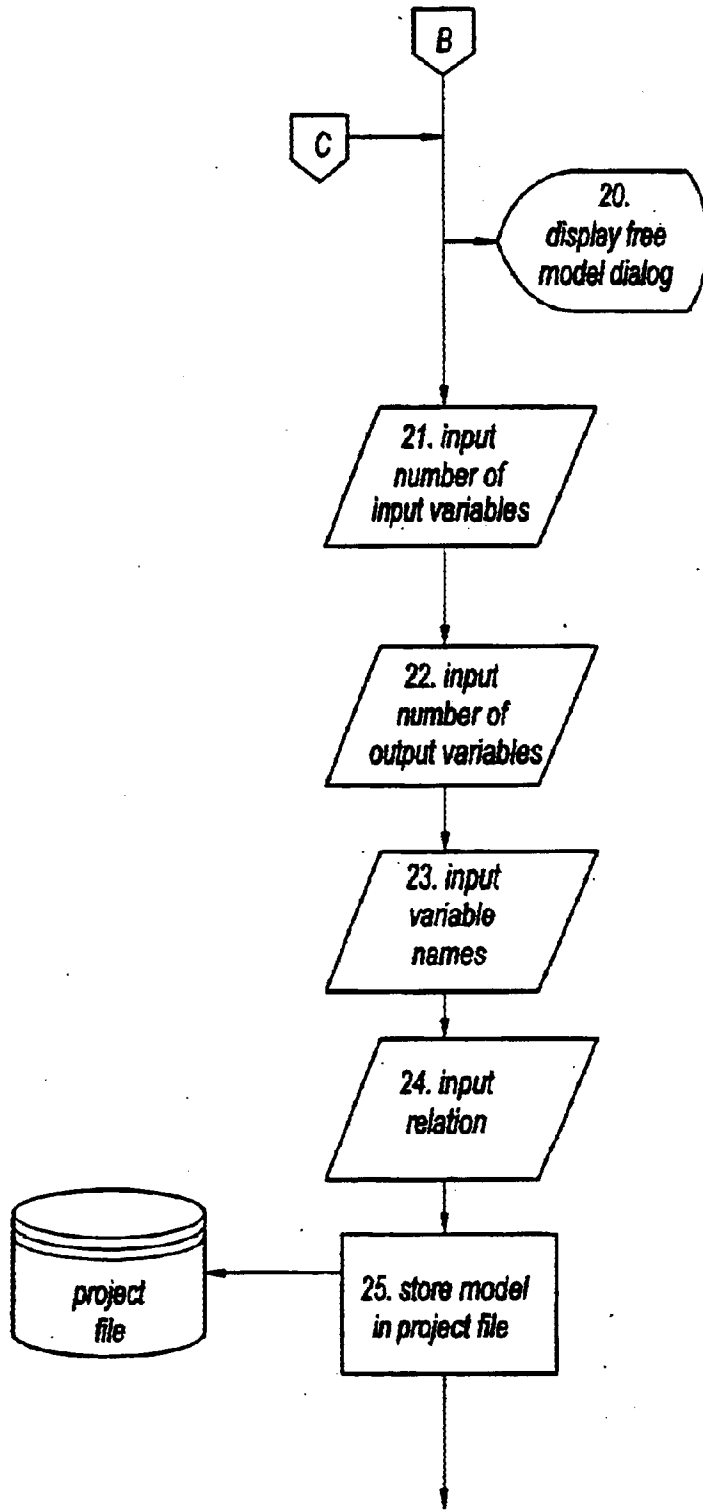 B
C
20.
display free
model dialog
21. input
number of
input variables
22. input
number of
output variables
23. input
variable
names
24. input
relation
project
file
25. store model
in project file